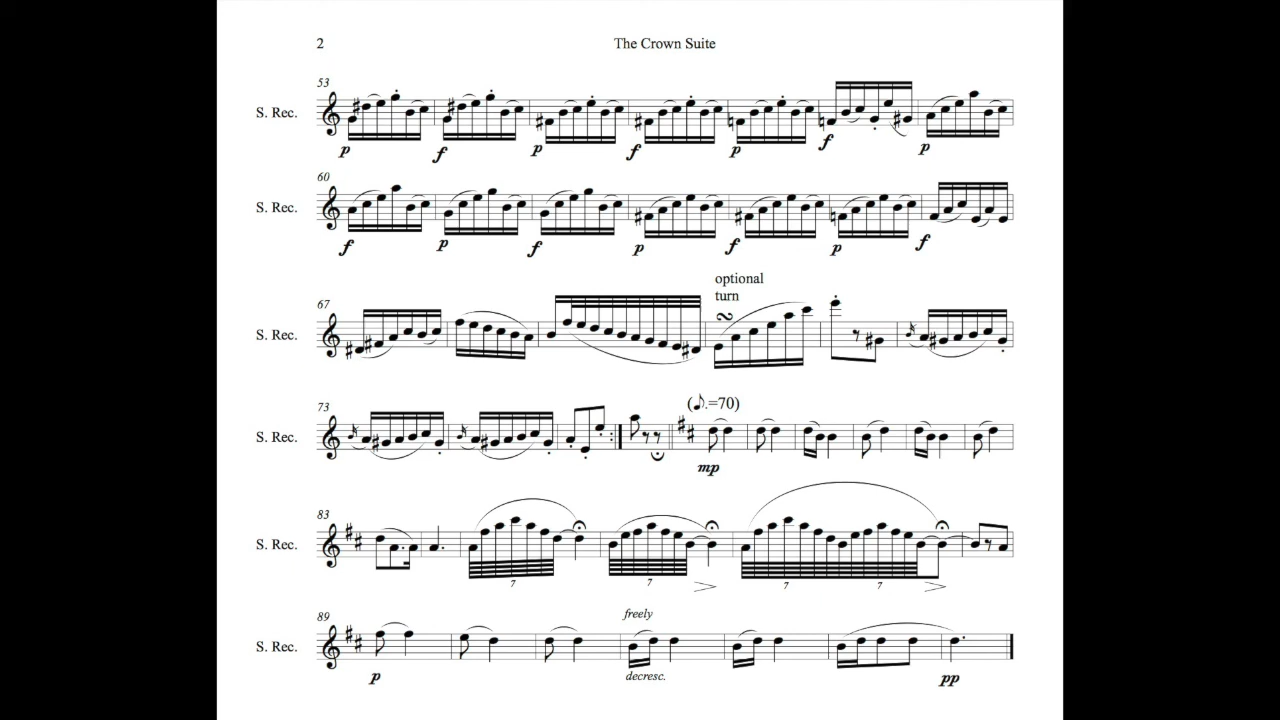 2 The Crown Suite
53
S. Rec.
p f p f p f p
60
S. Rec.
f p f p f p f
optional
turn
67
S. Rec.
73 (♪.=70)
S. Rec.
mp
83
S. Rec.
7 7 7 7
89 freely
S. Rec.
p decresc. pp